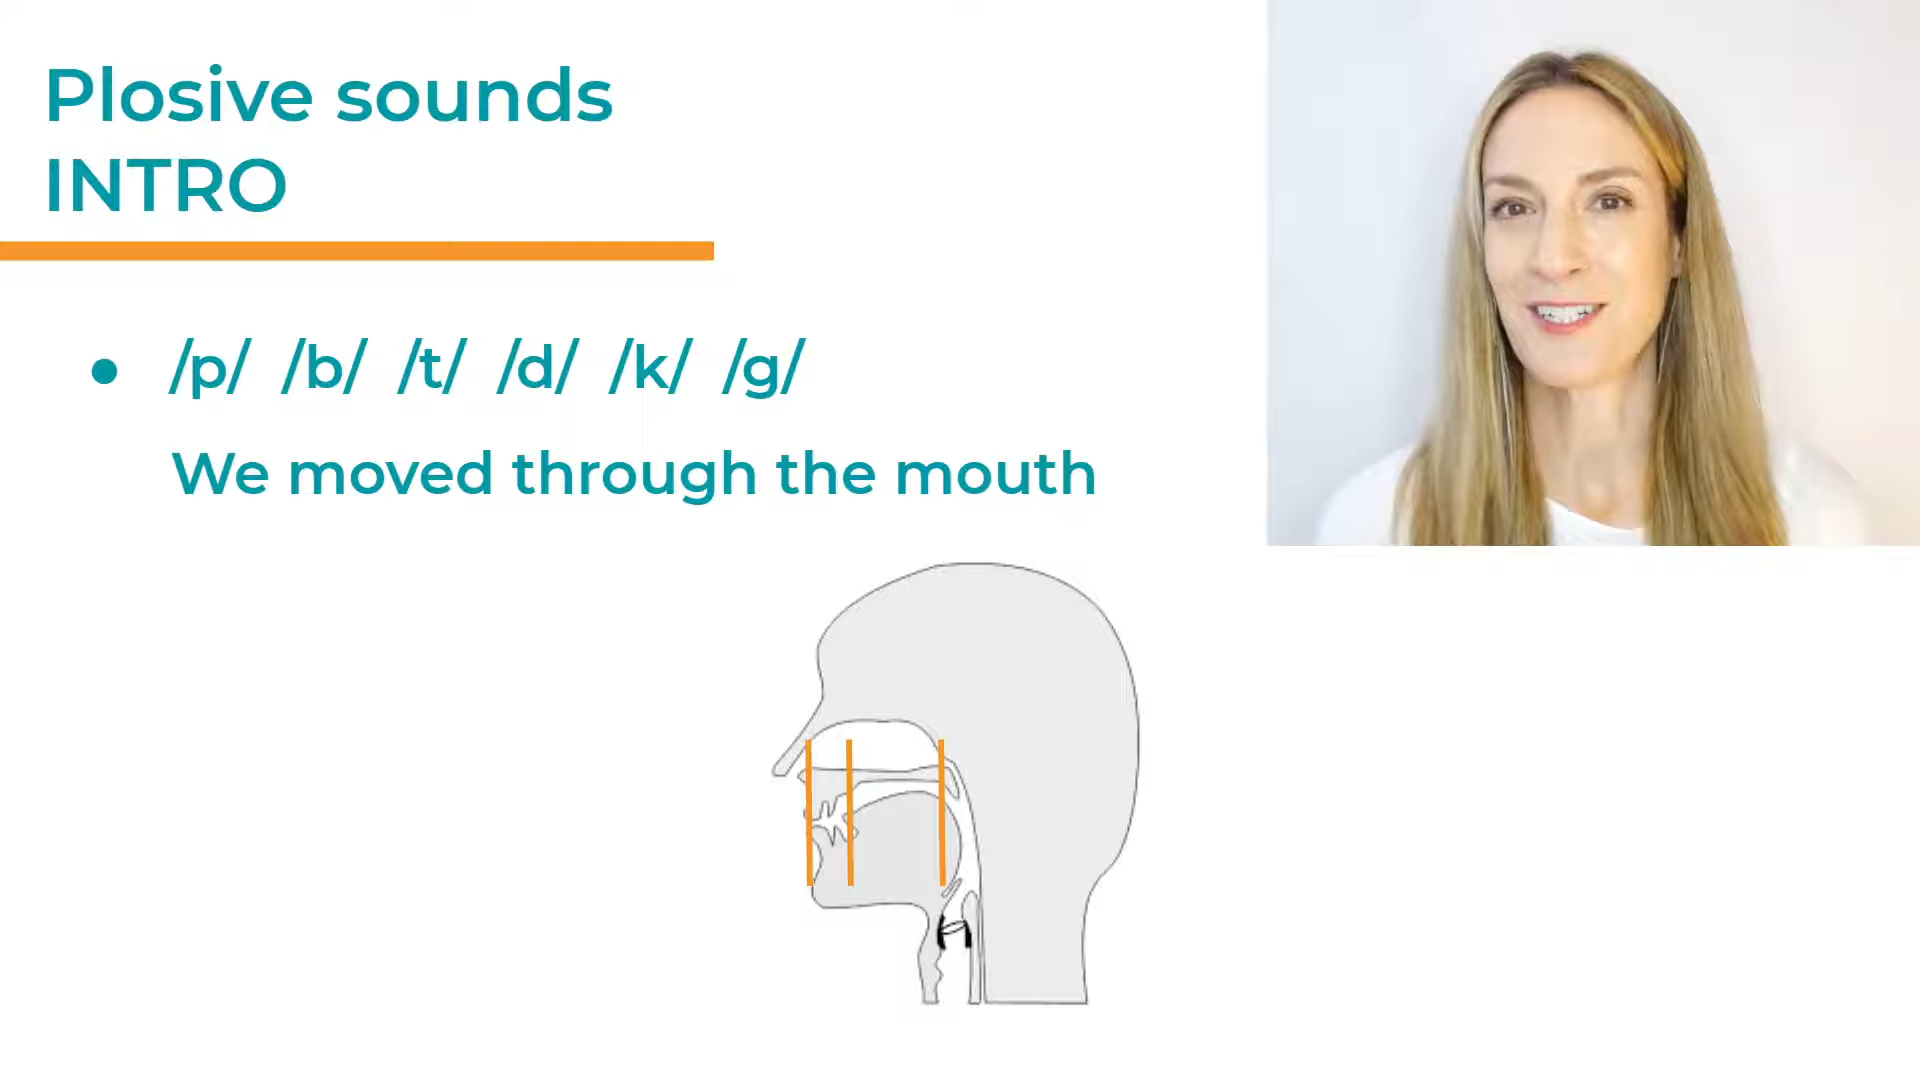 Plosive sounds
INTRO
● /p/ /b/ /t/ /d/ /k/ /g/
We moved through the mouth